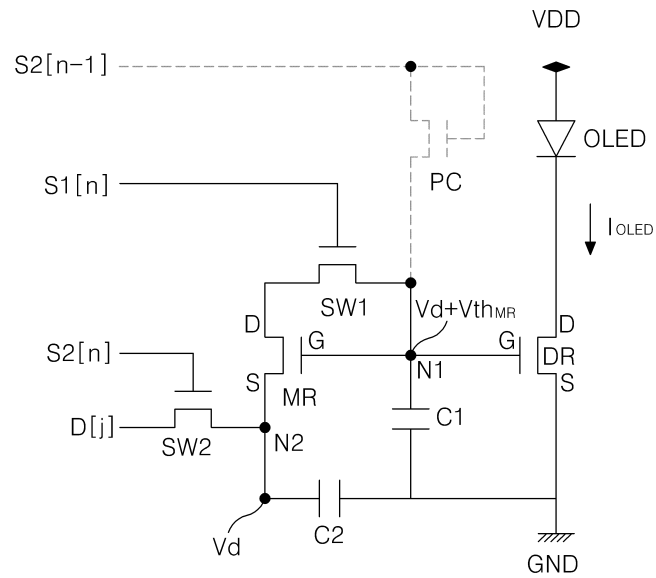 VDD
S2[n-1]
OLED
PC
S1[n]
IOLED
SW1
Vd+VthMR
D
G
G
D
S2[n]
DR
N1
S
MR
S
D[j]
SW2
N2
C1
C2
Vd
GND